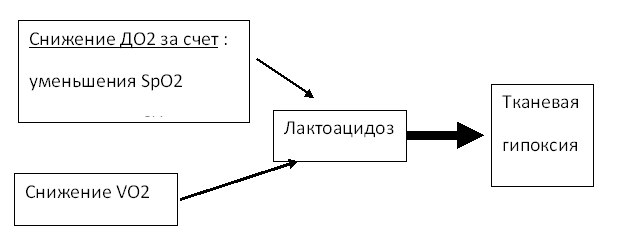 Снижение ДО2 за счет :
уменьшения SpO2
Лактоацидоз
Тканевая
гипоксия
Снижение VO2